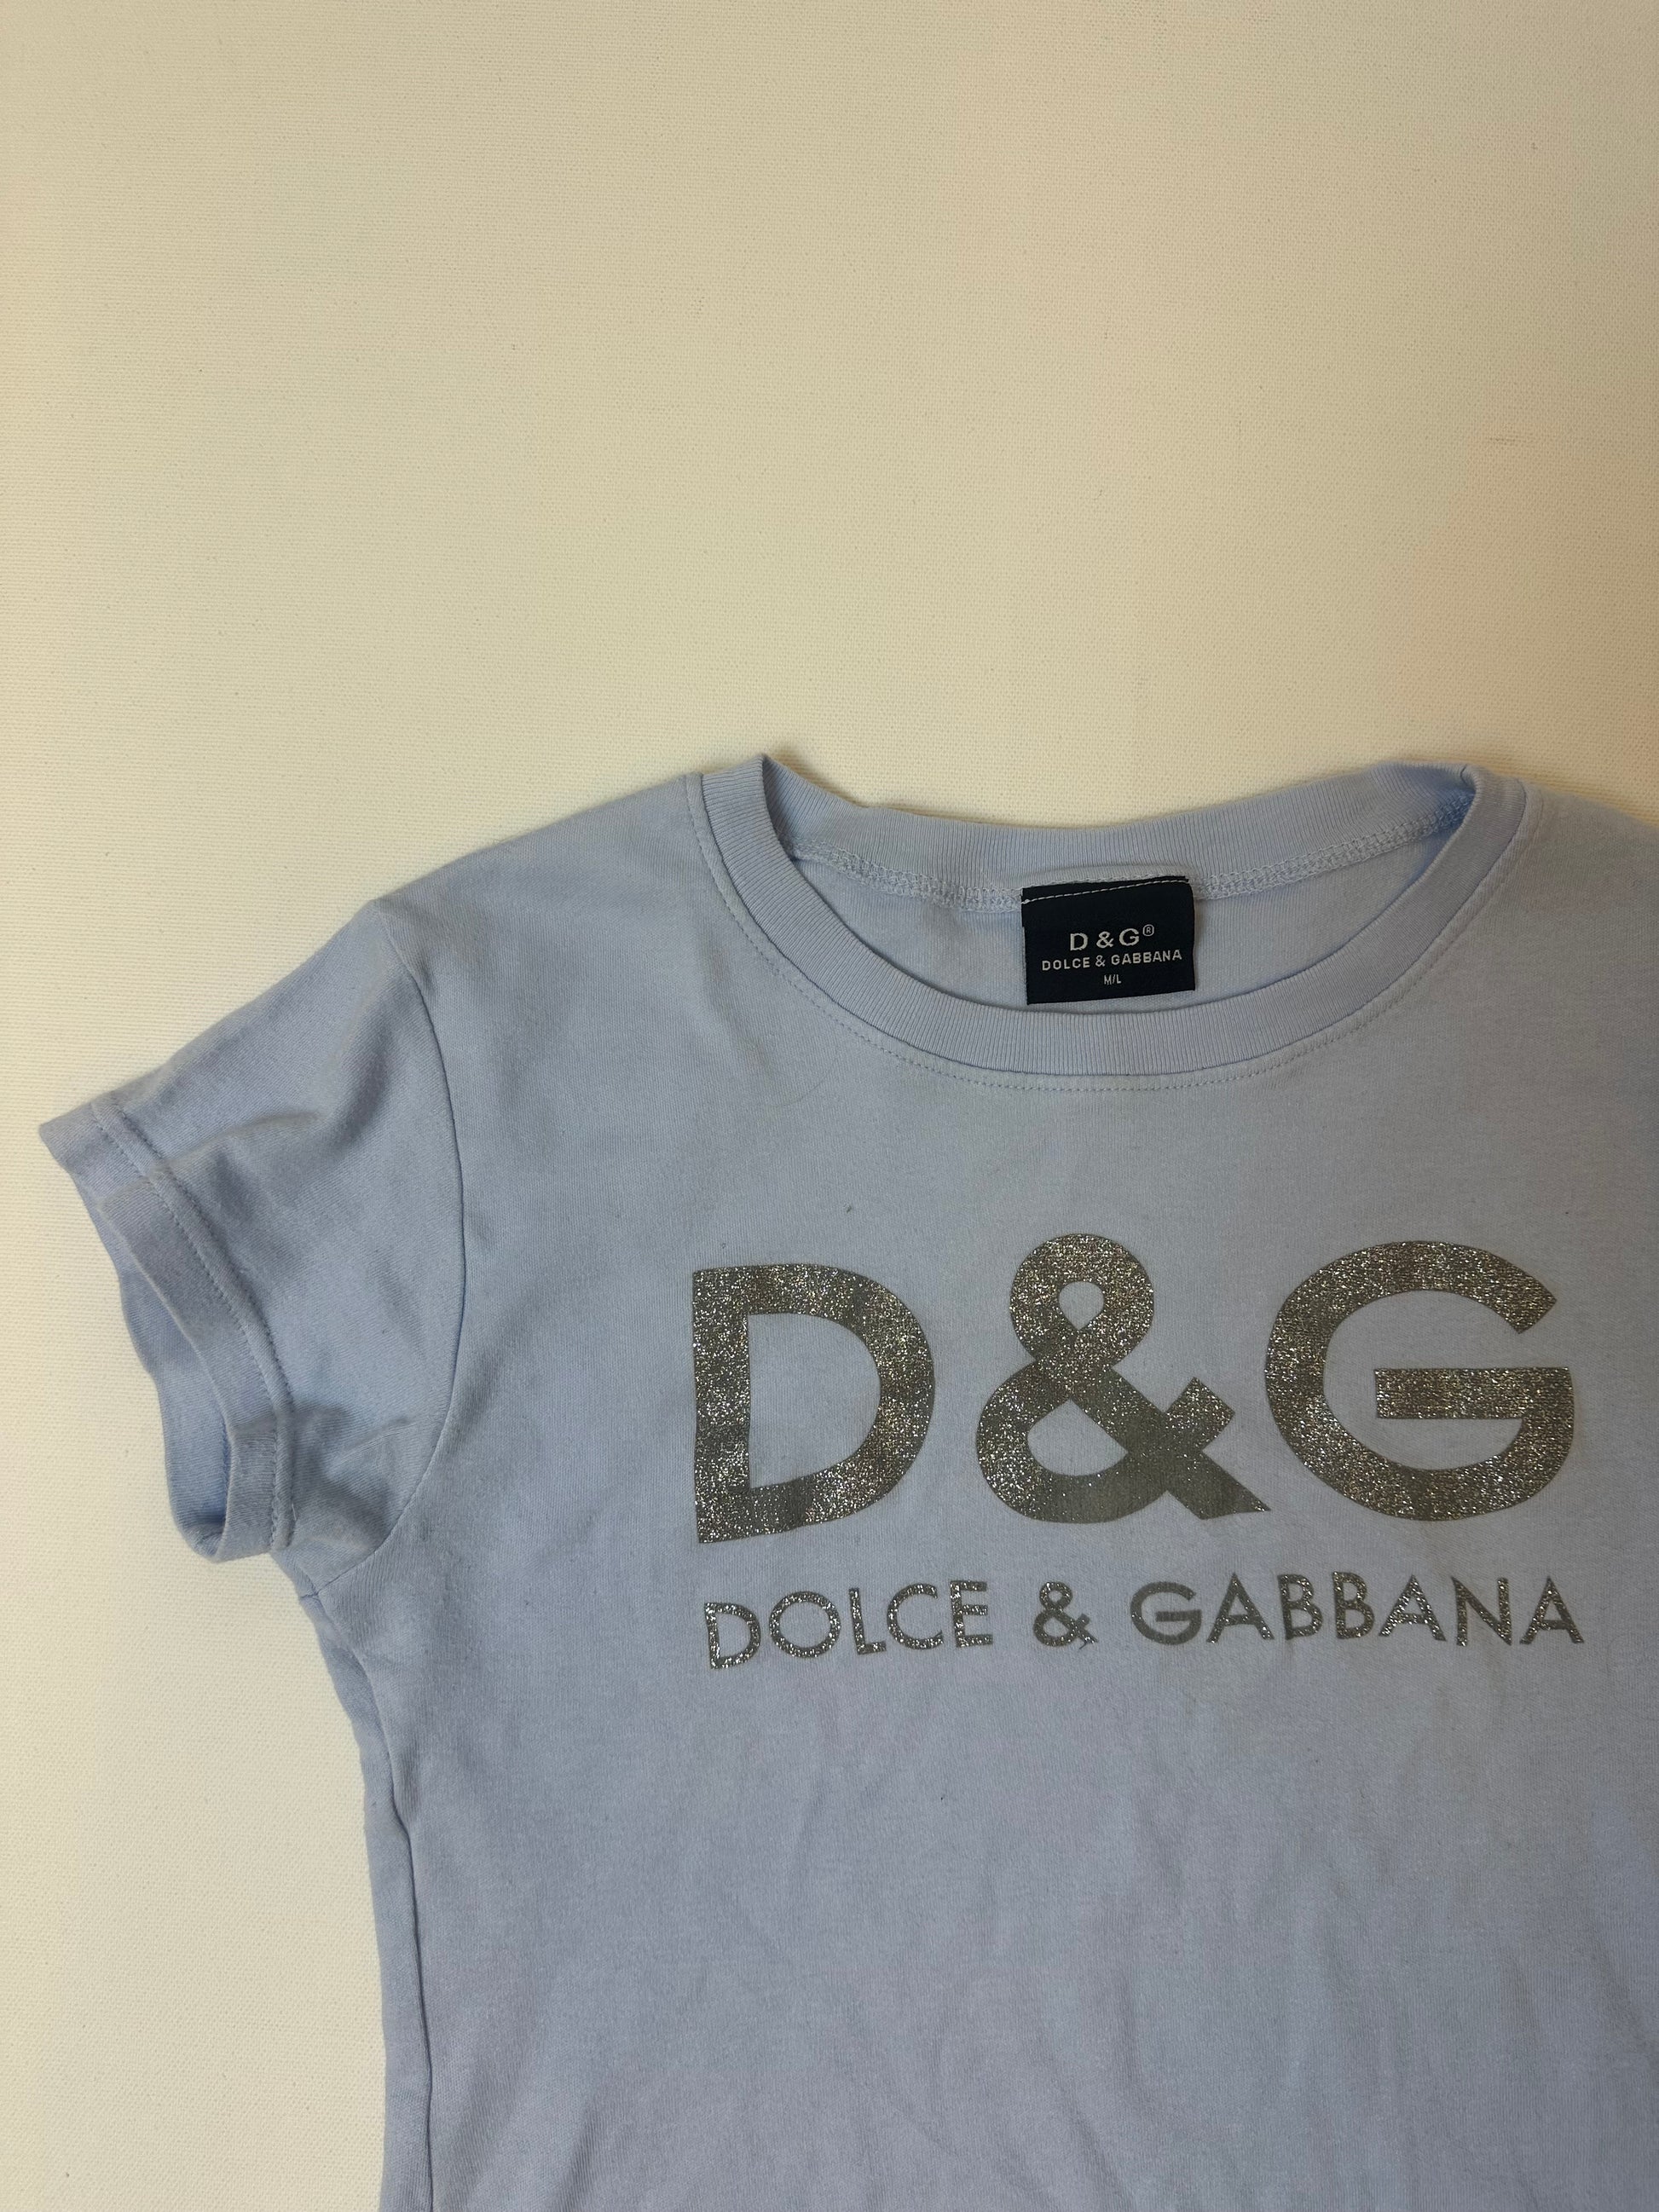 D & G®
DOLCE & GABBANA
M/L
D&G
DOLCE & GABBANA